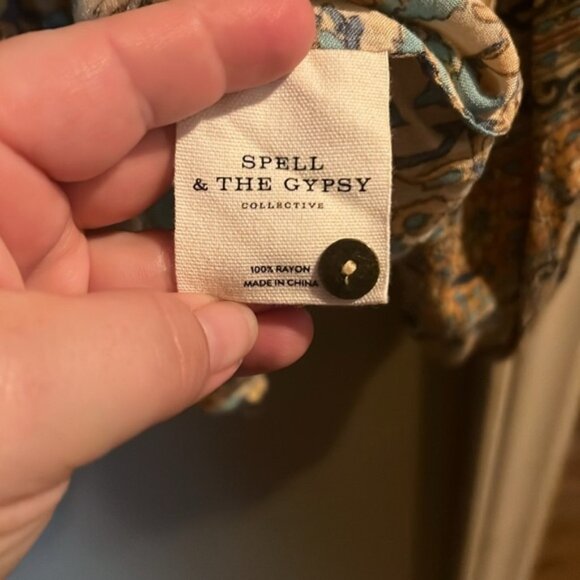 SPELL
& THE GYPSY
COLLECTIVE
100% RAYON
MADE IN CHINA